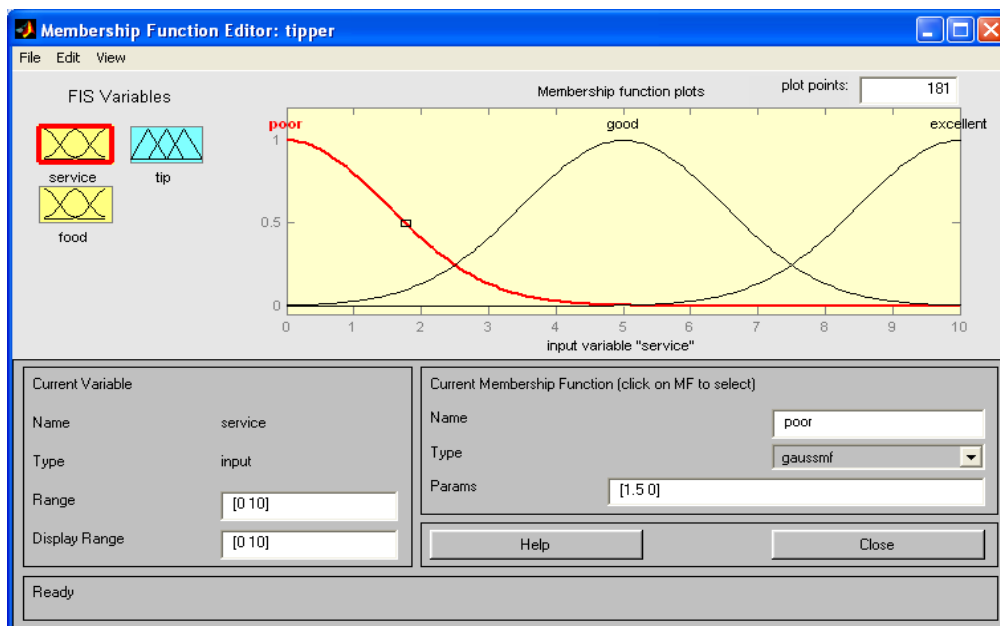 Membership Function Editor: tipper
File Edit View
FIS Variables
service
tip
food
Membership function plots
plot points:
181
poor
good
excellent
1
0.5
0
0 1 2 3 4 5 6 7 8 9 10
input variable "service"
Current Variable
Name service
Type input
Range [0 10]
Display Range [0 10]
Current Membership Function (click on MF to select)
Name poor
Type gaussmf
Params [1.5 0]
Help
Close
Ready